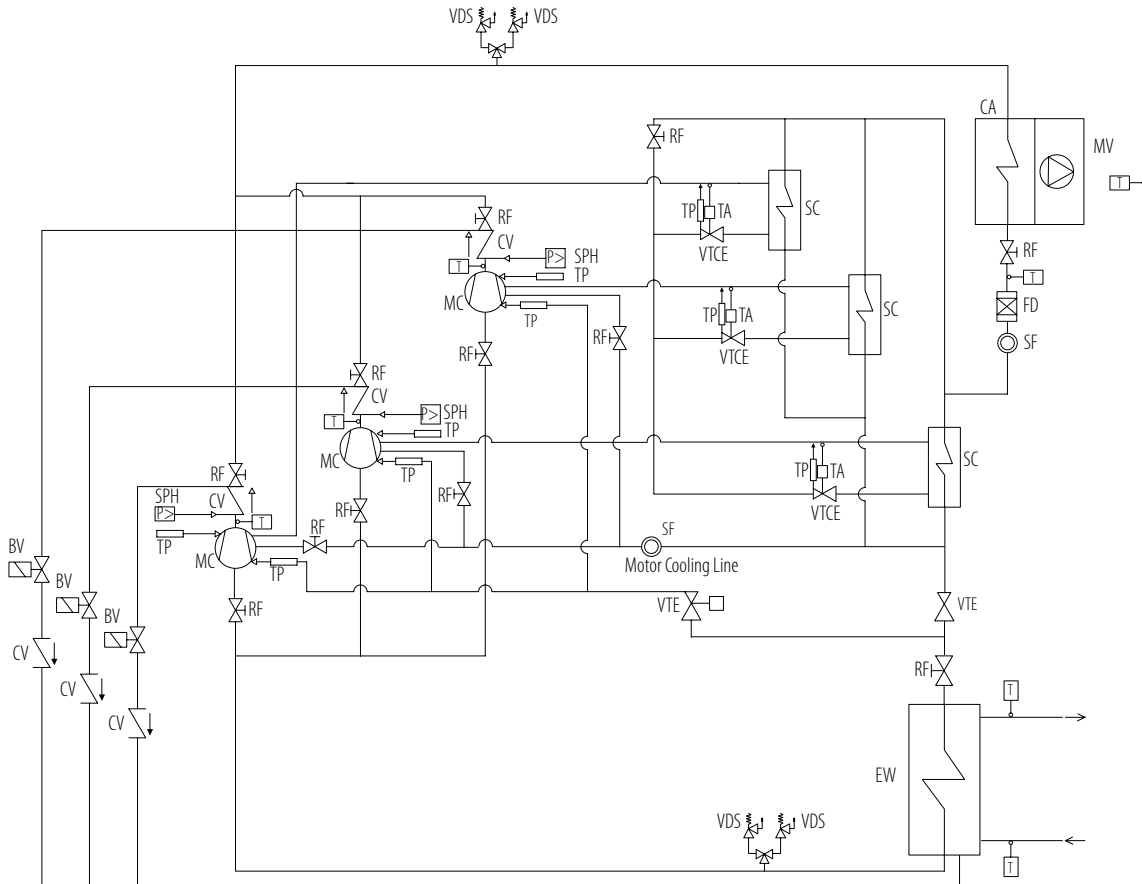 VDS VDS
CA
MV
T
RF
SC
TP TA
VTCE
RF
CV
P> SPH
T
TP
MC
TP
RF
T
FD
SF
SC
TP TA
VTCE
RF
RF
RF
CV
P> SPH
T
TP
MC
TP
SC
TP TA
VTCE
RF
RF
RF
SPH
CV
P>
T
TP
MC
TP
RF
SF
Motor Cooling Line
BV
BV
BV
RF
VTE
VTE
CV
CV
CV
RF
T
EW
VDS VDS
T